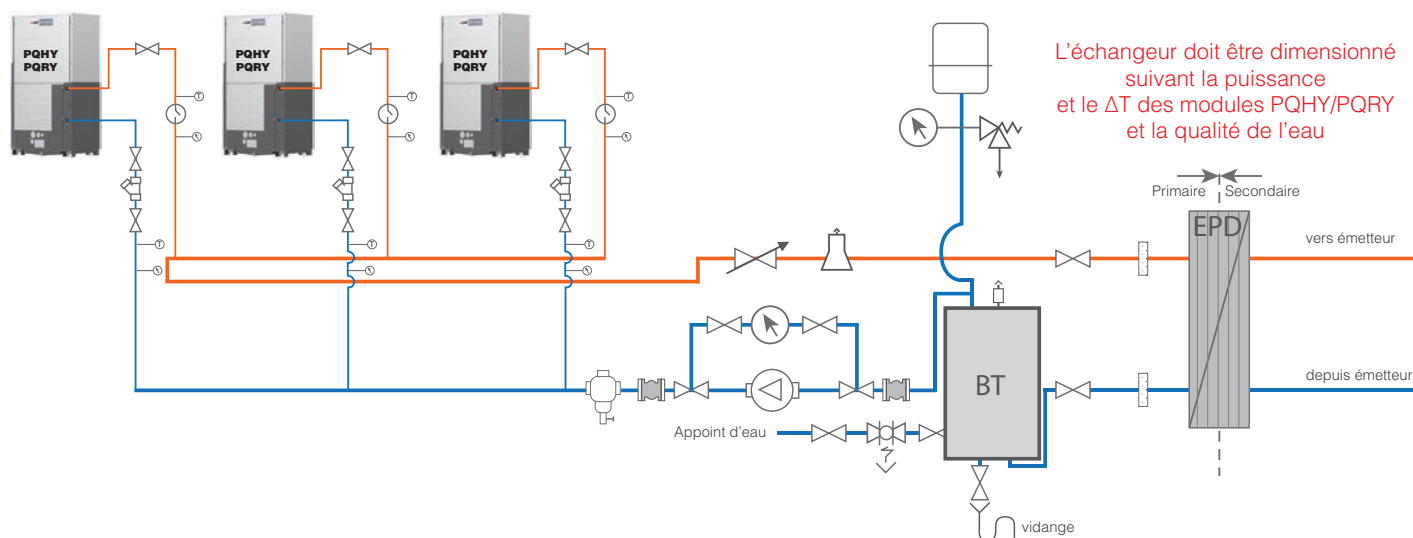 PQHY
PQRY
PQHY
PQRY
PQHY
PQRY
L'échangeur doit être dimensionné
suivant la puissance
et le ΔT des modules PQHY/PQRY
et la qualité de l'eau
Primaire
Secondaire
EPD
vers émetteur
T
T
T
T
T
T
depuis émetteur
BT
Appoint d'eau
vidange